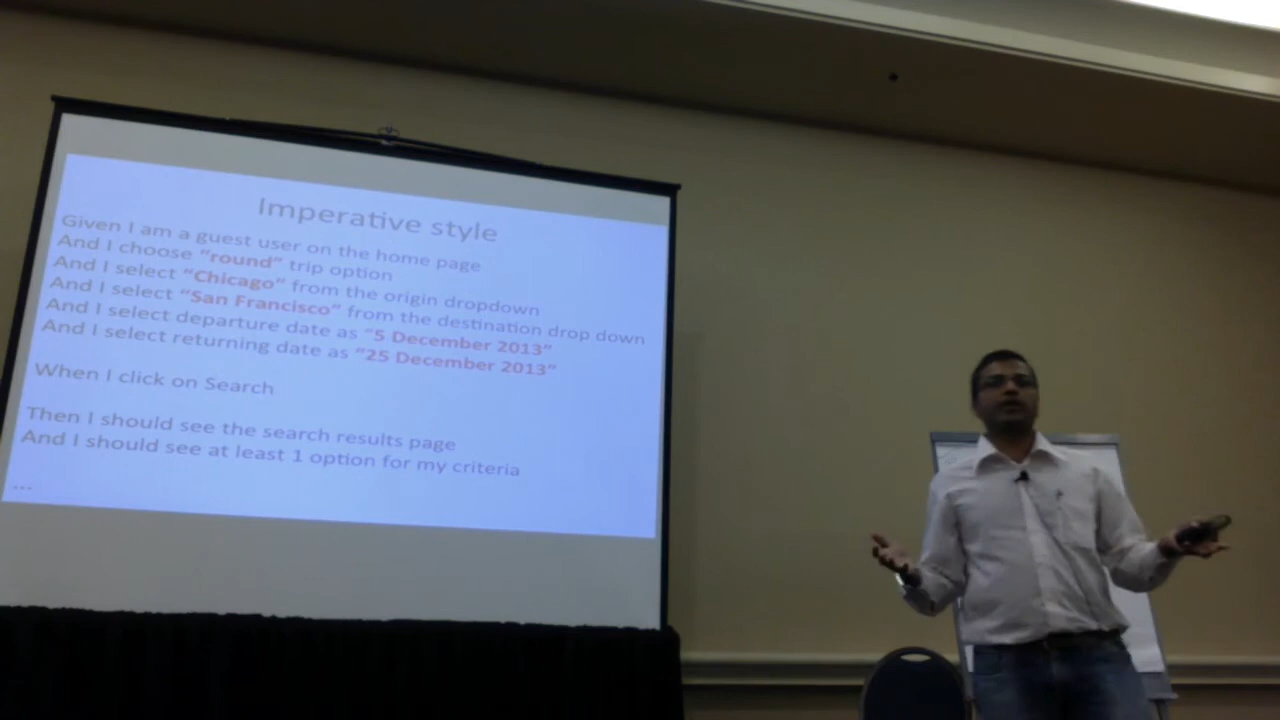 Imperative style
Given I am a guest user on the home page
And I choose “round” trip option
And I select “Chicago” from the origin dropdown
And I select “San Francisco” from the destination drop down
And I select departure date as “5 December 2013”
And I select returning date as “25 December 2013”
When I click on Search
Then I should see the search results page
And I should see at least 1 option for my criteria
...